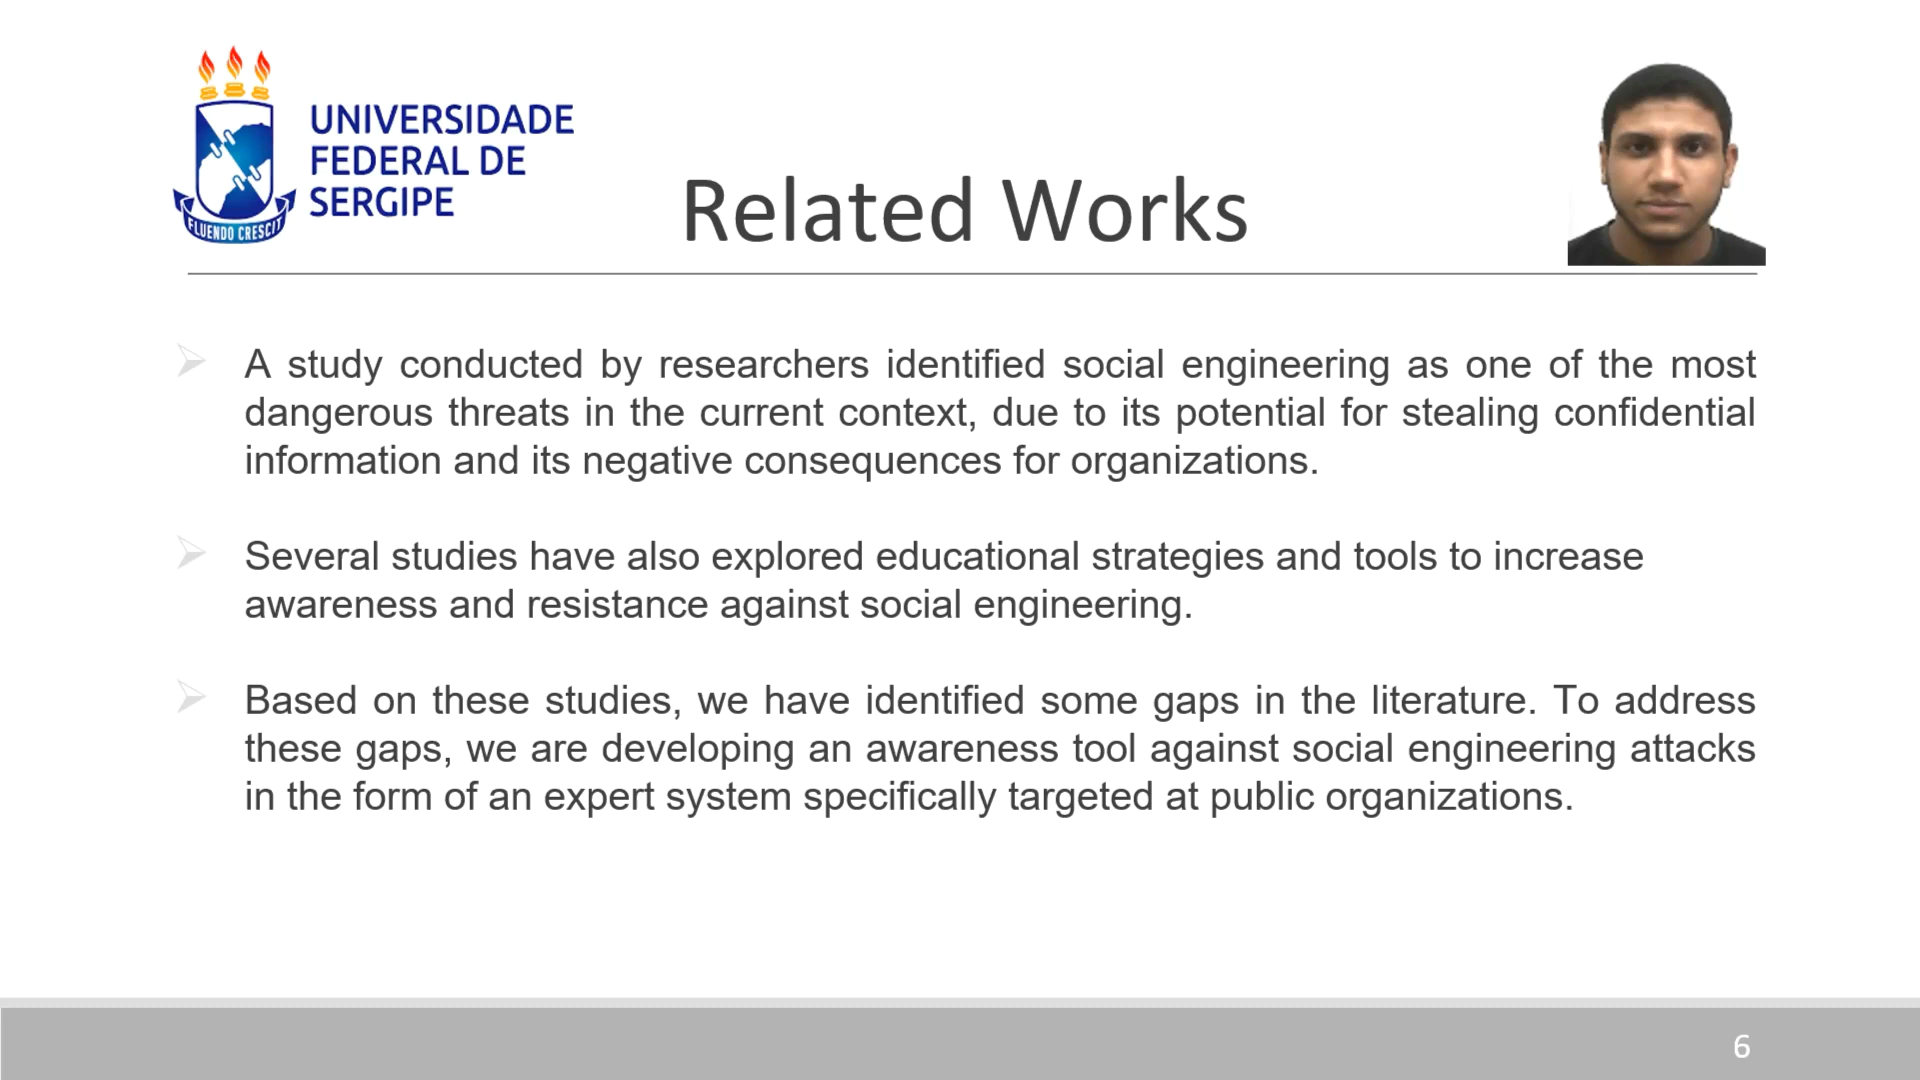 UNIVERSIDADE
FEDERAL DE
SERGIPE
FLUENDO CRESCIT
Related Works
A study conducted by researchers identified social engineering as one of the most
dangerous threats in the current context, due to its potential for stealing confidential
information and its negative consequences for organizations.
Several studies have also explored educational strategies and tools to increase
awareness and resistance against social engineering.
Based on these studies, we have identified some gaps in the literature. To address
these gaps, we are developing an awareness tool against social engineering attacks
in the form of an expert system specifically targeted at public organizations.
6